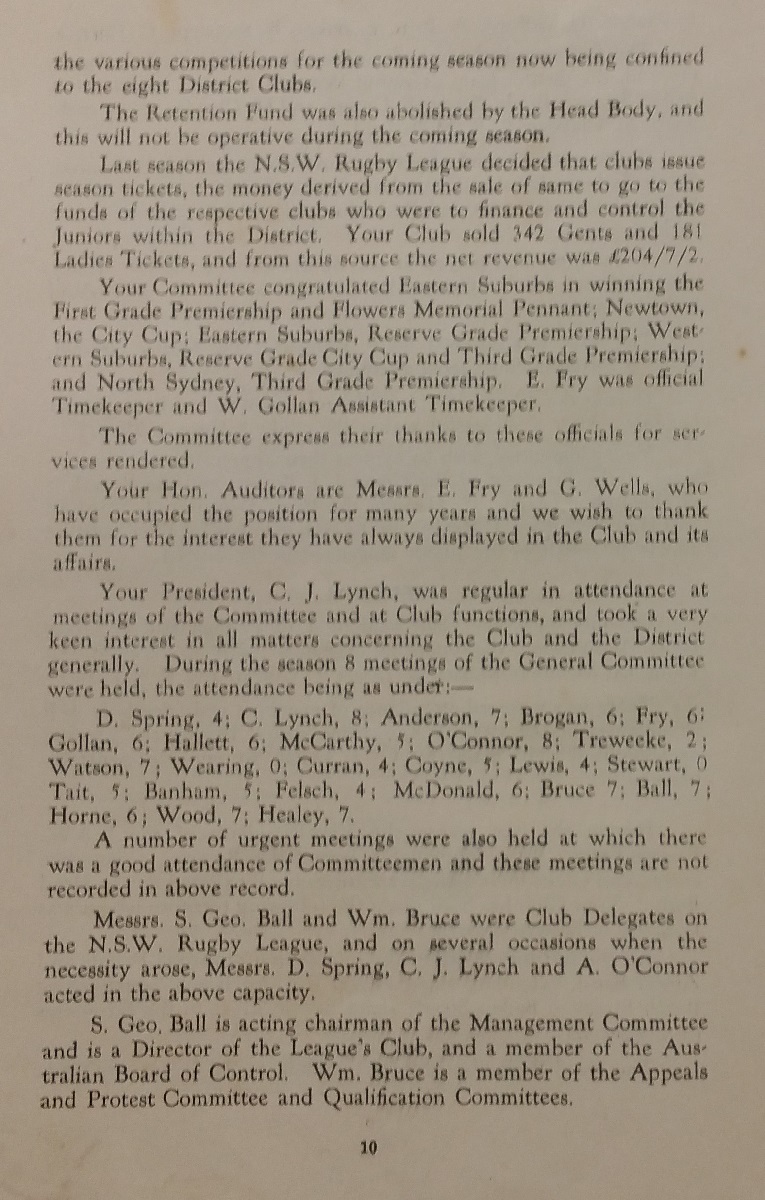 the various competitions for the coming season now being confined
to the eight District Clubs.
The Retention Fund was also abolished by the Head Body, and
this will not be operative during the coming season.
Last season the N.S.W. Rugby League decided that clubs issue
season tickets, the money derived from the sale of same to go to the
funds of the respective clubs who were to finance and control the
Juniors within the District. Your Club sold 342 Gents and 181
Ladies Tickets, and from this source the net revenue was £204/7/2.
Your Committee congratulated Eastern Suburbs in winning the
First Grade Premiership and Flowers Memorial Pennant; Newtown,
the City Cup; Eastern Suburbs, Reserve Grade Premiership; West-
ern Suburbs, Reserve Grade City Cup and Third Grade Premiership;
and North Sydney, Third Grade Premiership. E. Fry was official
Timekeeper and W. Gollan Assistant Timekeeper.
The Committee express their thanks to these officials for ser-
vices rendered.
Your Hon. Auditors are Messrs. E. Fry and G. Wells, who
have occupied the position for many years and we wish to thank
them for the interest they have always displayed in the Club and its
affairs.
Your President, C. J. Lynch, was regular in attendance at
meetings of the Committee and at Club functions, and took a very
keen interest in all matters concerning the Club and the District
generally. During the season 8 meetings of the General Committee
were held, the attendance being as under:—
D. Spring, 4; C. Lynch, 8; Anderson, 7; Brogan, 6; Fry, 6;
Gollan, 6; Hallett, 6; McCarthy, 5; O'Connor, 8; Treweeke, 2;
Watson, 7; Wearing, 0; Curran, 4; Coyne, 5; Lewis, 4; Stewart, 0
Tait, 5; Banham, 5; Felsch, 4; McDonald, 6; Bruce 7; Ball, 7;
Horne, 6; Wood, 7; Healey, 7.
A number of urgent meetings were also held at which there
was a good attendance of Committeemen and these meetings are not
recorded in above record.
Messrs. S. Geo. Ball and Wm. Bruce were Club Delegates on
the N.S.W. Rugby League, and on several occasions when the
necessity arose, Messrs. D. Spring, C. J. Lynch and A. O'Connor
acted in the above capacity.
S. Geo. Ball is acting chairman of the Management Committee
and is a Director of the League's Club, and a member of the Aus-
tralian Board of Control. Wm. Bruce is a member of the Appeals
and Protest Committee and Qualification Committees.
10